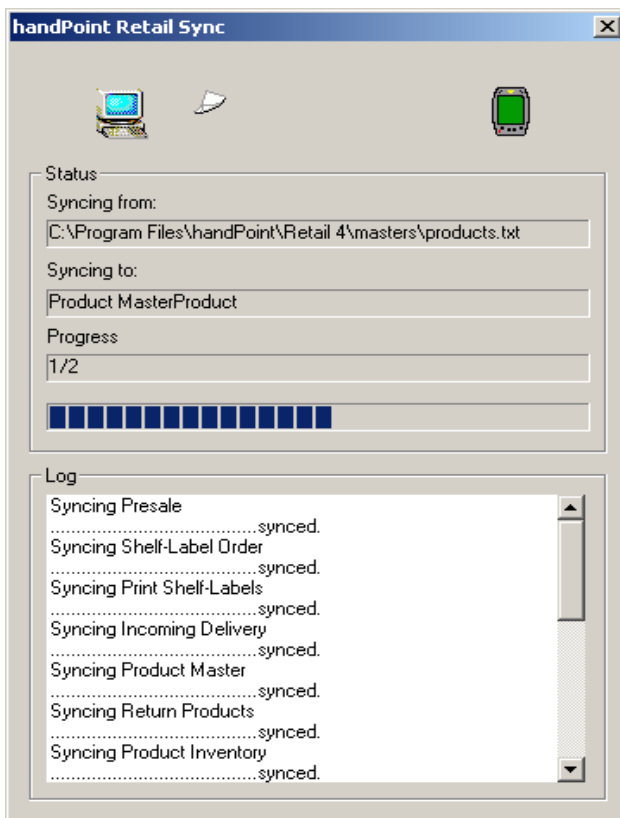 handPoint Retail Sync
Status
Syncing from:
C:\Program Files\handPoint\Retail 4\masters\products.txt
Syncing to:
Product MasterProduct
Progress
1/2
Log
Syncing Presale
........................................synced.
Syncing Shelf-Label Order
........................................synced.
Syncing Print Shelf-Labels
........................................synced.
Syncing Incoming Delivery
........................................synced.
Syncing Product Master
........................................synced.
Syncing Return Products
........................................synced.
Syncing Product Inventory
........................................synced.